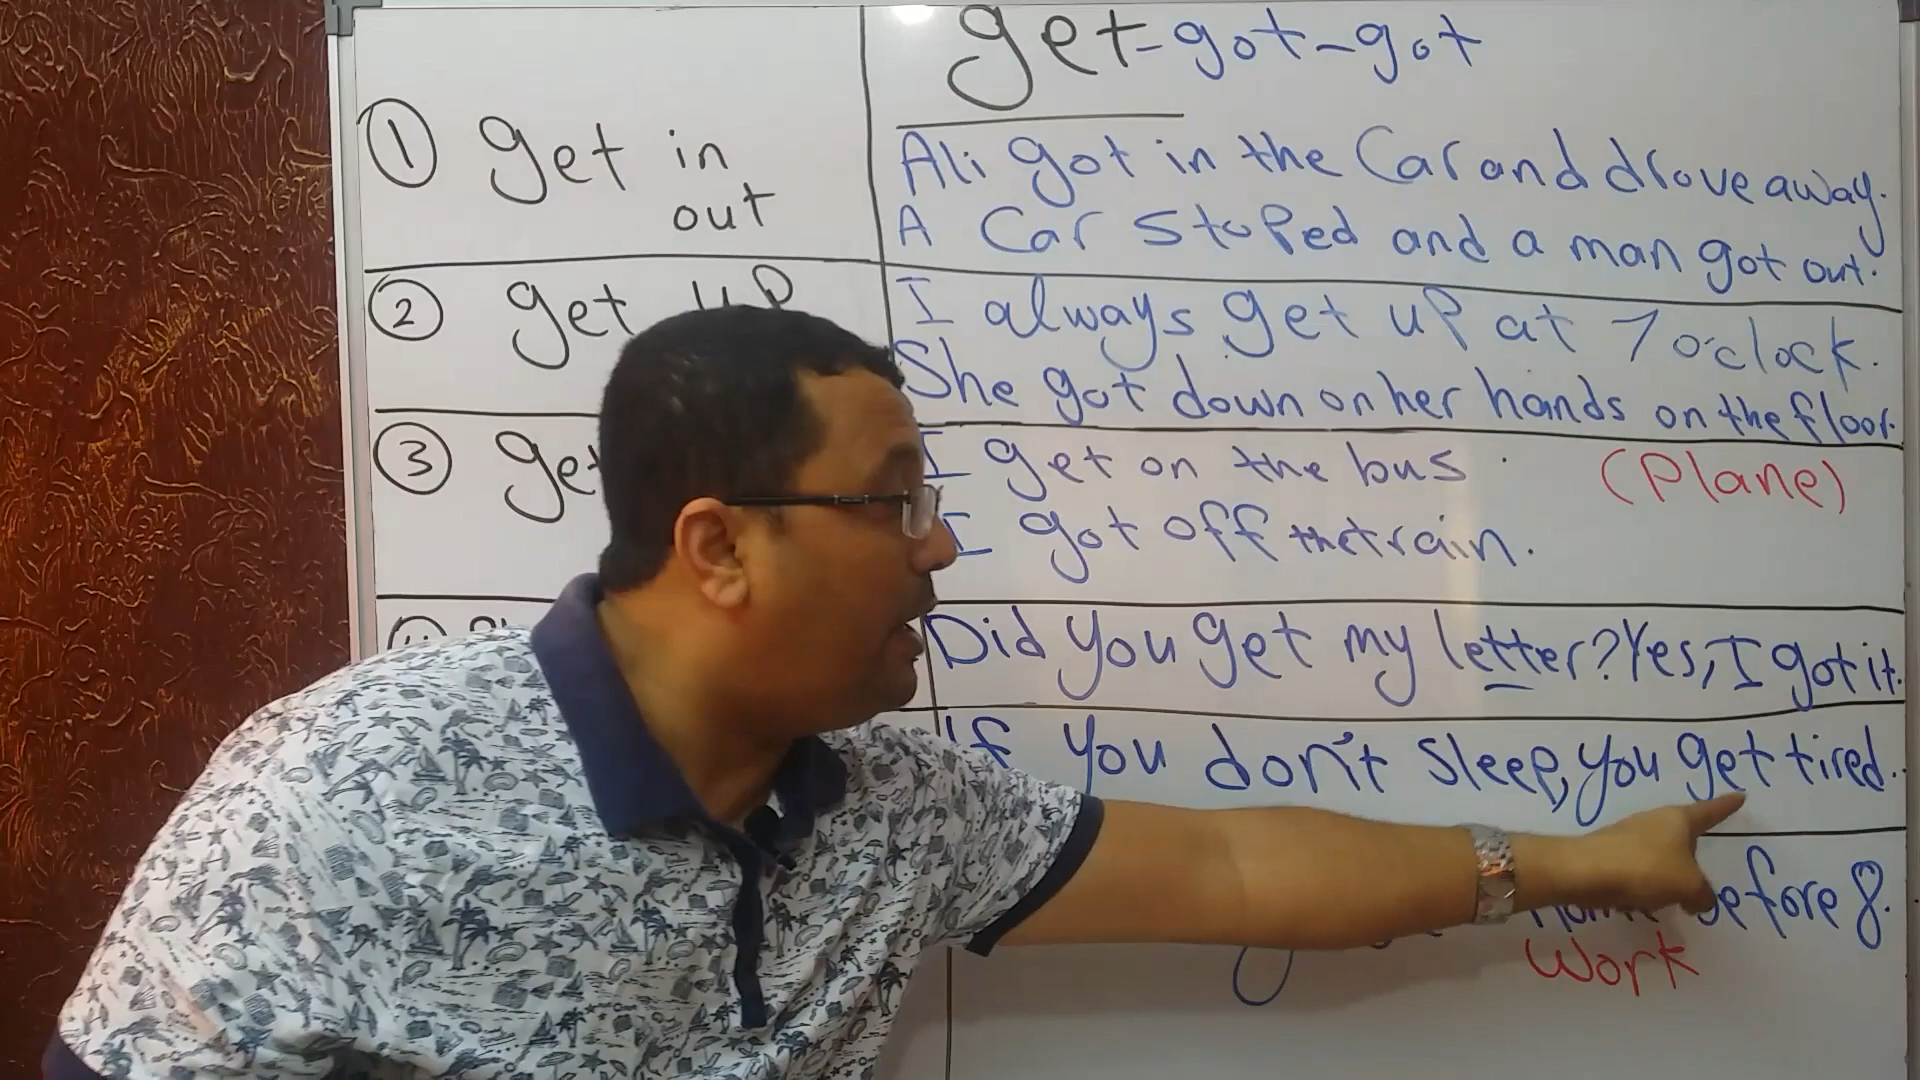 get - got - got
① get in
out
Ali got in the Car and drove away.
A Car stoped and a man got out.
② get up
I always get up at 7 o'clock.
She got down on her hands on the floor.
③ get
I get on the bus. (Plane)
I got off the train.
Did you get my letter? Yes, I got it.
If you don't sleep, you get tired.
before 8.
work